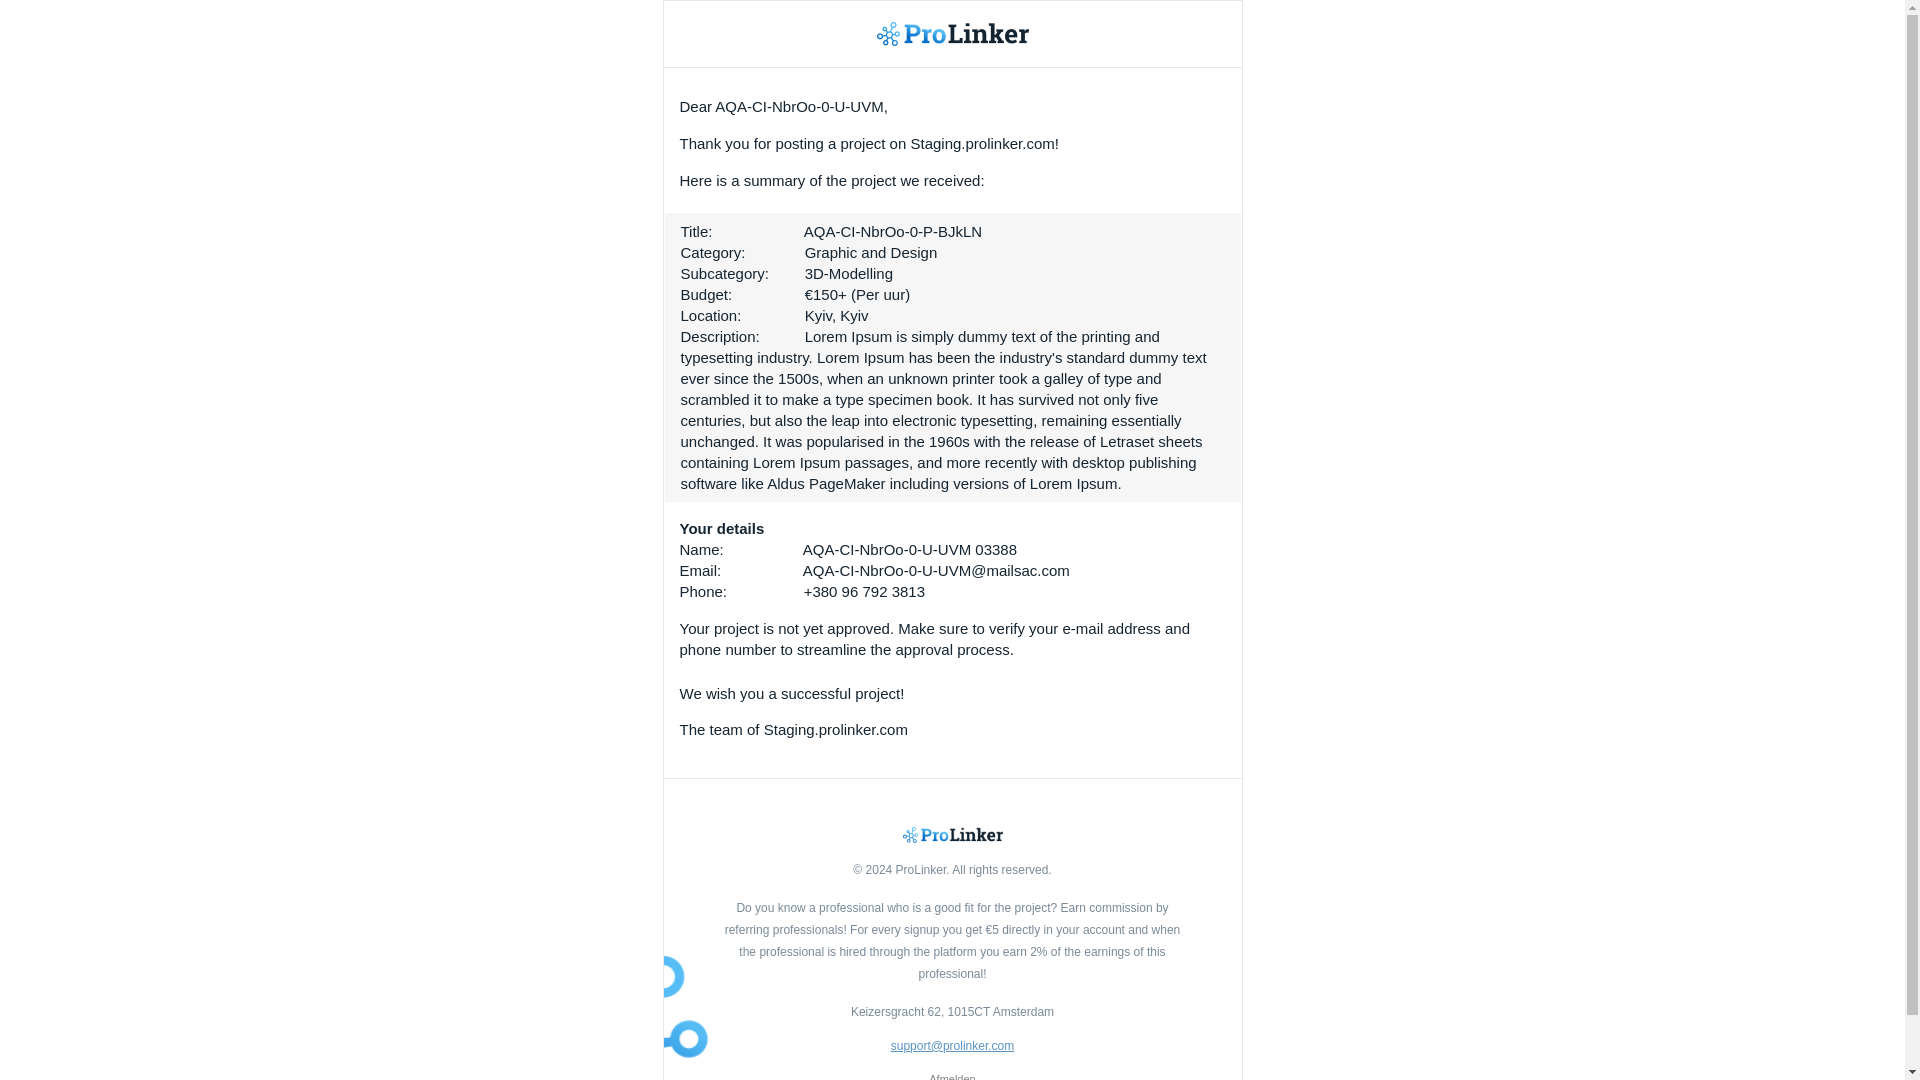 ProLinker
Dear AQA-CI-NbrOo-0-U-UVM,
Thank you for posting a project on Staging.prolinker.com!
Here is a summary of the project we received:
Title: AQA-CI-NbrOo-0-P-BJkLN
Category: Graphic and Design
Subcategory: 3D-Modelling
Budget: €150+ (Per uur)
Location: Kyiv, Kyiv
Description: Lorem Ipsum is simply dummy text of the printing and
typesetting industry. Lorem Ipsum has been the industry's standard dummy text
ever since the 1500s, when an unknown printer took a galley of type and
scrambled it to make a type specimen book. It has survived not only five
centuries, but also the leap into electronic typesetting, remaining essentially
unchanged. It was popularised in the 1960s with the release of Letraset sheets
containing Lorem Ipsum passages, and more recently with desktop publishing
software like Aldus PageMaker including versions of Lorem Ipsum.
Your details
Name: AQA-CI-NbrOo-0-U-UVM 03388
Email: AQA-CI-NbrOo-0-U-UVM@mailsac.com
Phone: +380 96 792 3813
Your project is not yet approved. Make sure to verify your e-mail address and
phone number to streamline the approval process.
We wish you a successful project!
The team of Staging.prolinker.com
ProLinker
© 2024 ProLinker. All rights reserved.
Do you know a professional who is a good fit for the project? Earn commission by
referring professionals! For every signup you get €5 directly in your account and when
the professional is hired through the platform you earn 2% of the earnings of this
professional!
Keizersgracht 62, 1015CT Amsterdam
support@prolinker.com
Afmelden